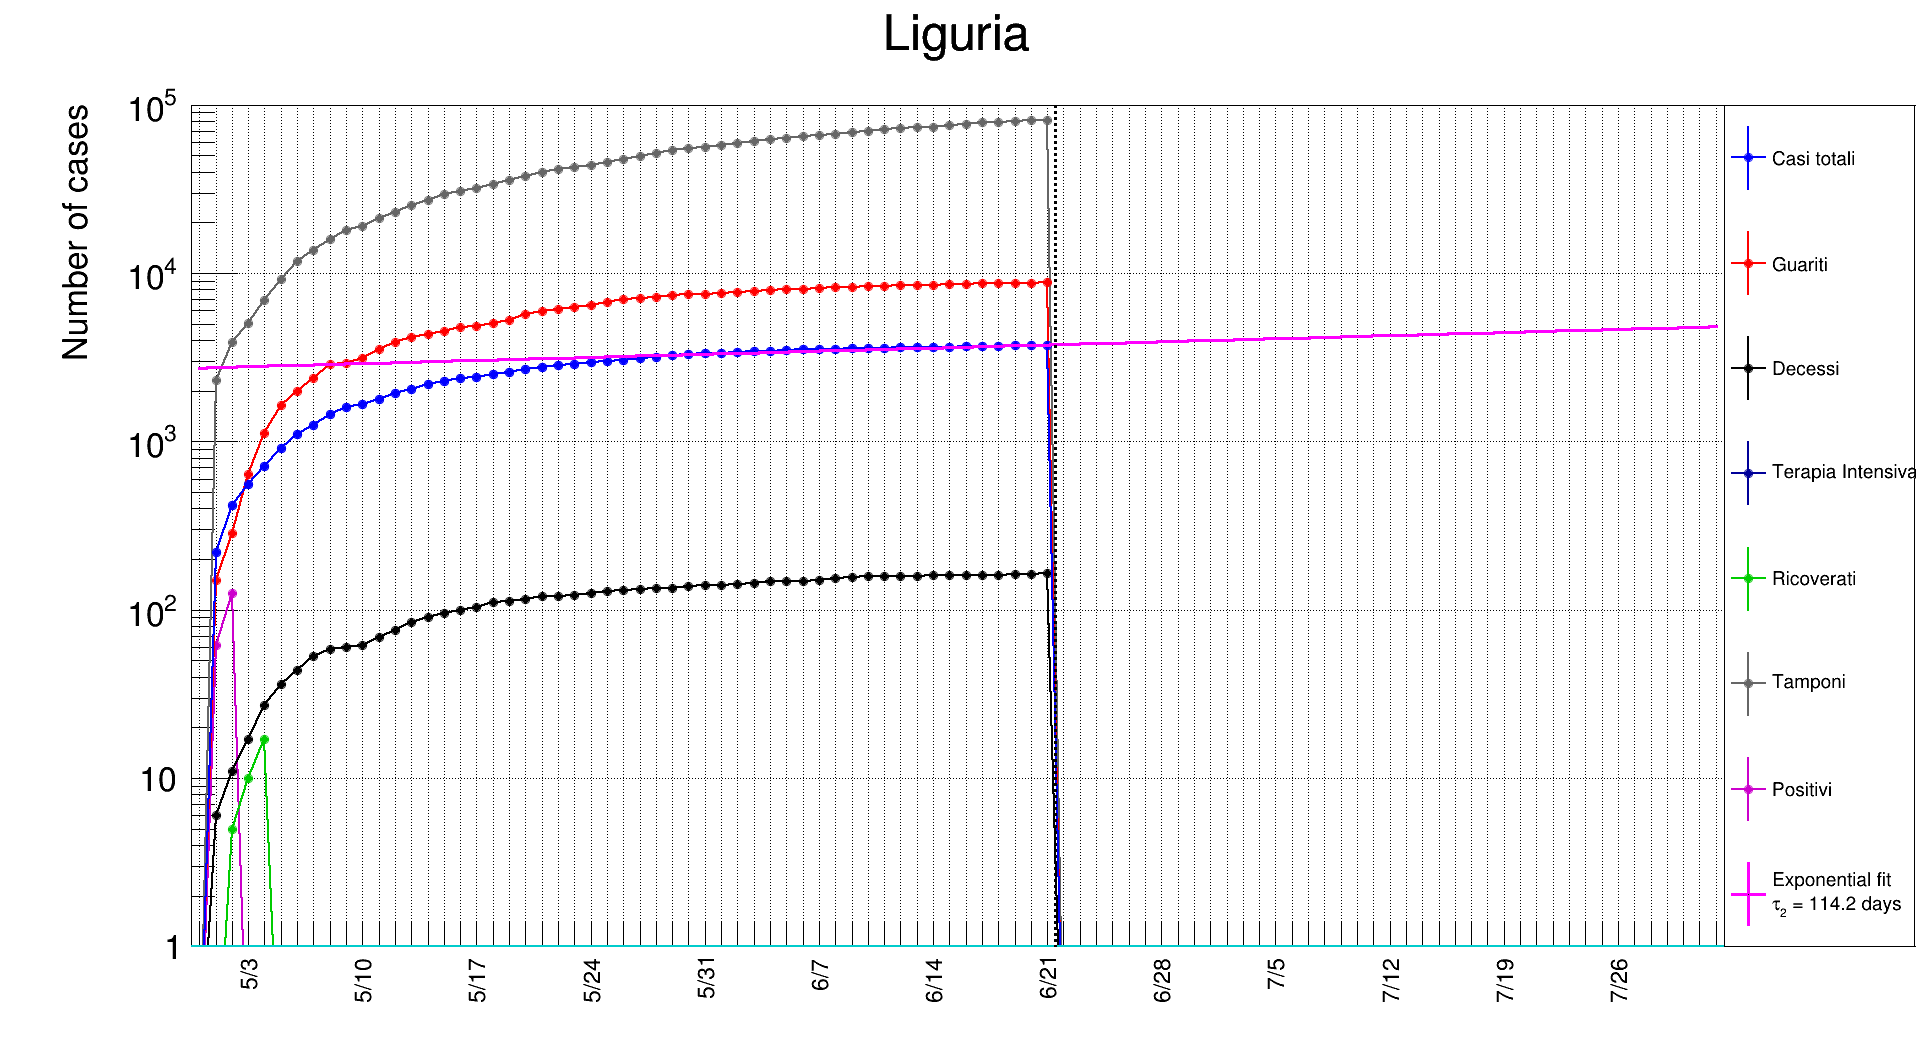 Liguria
Number of cases
10^5
10^4
10^3
10^2
10
1
5/3
5/10
5/17
5/24
5/31
6/7
6/14
6/21
6/28
7/5
7/12
7/19
7/26
Casi totali
Guariti
Decessi
Terapia Intensiva
Ricoverati
Tamponi
Positivi
Exponential fit
τ₂ = 114.2 days